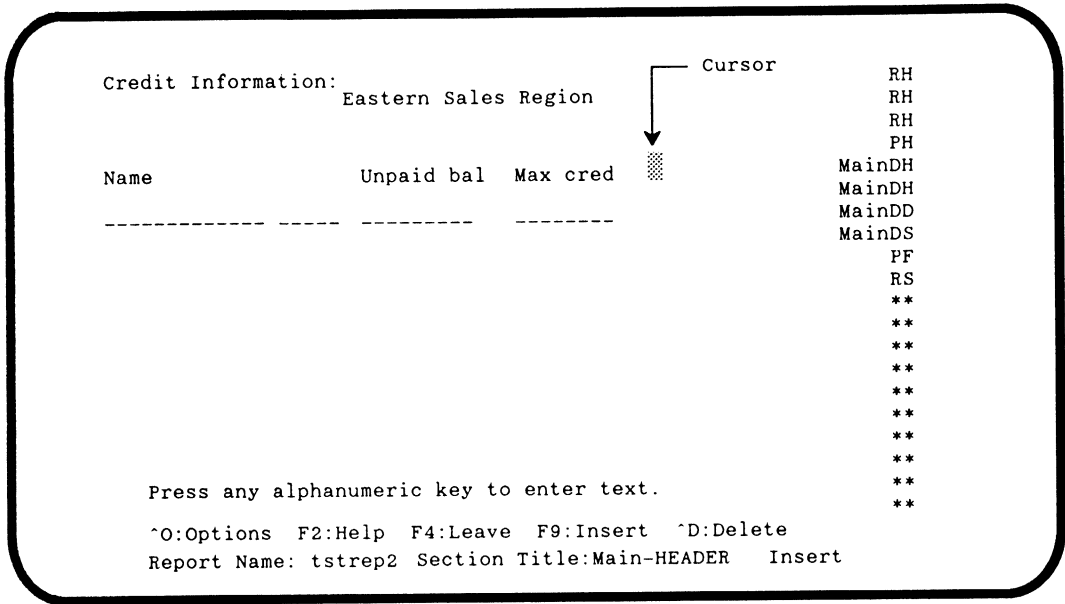 Cursor
Credit Information: RH
Eastern Sales Region RH
RH
PH
Name Unpaid bal Max cred MainDH
MainDH
------------- ----- --------- -------- MainDD
MainDS
PF
RS
**
**
**
**
**
**
**
**
Press any alphanumeric key to enter text. **
**
^O:Options F2:Help F4:Leave F9:Insert ^D:Delete
Report Name: tstrep2 Section Title:Main-HEADER Insert